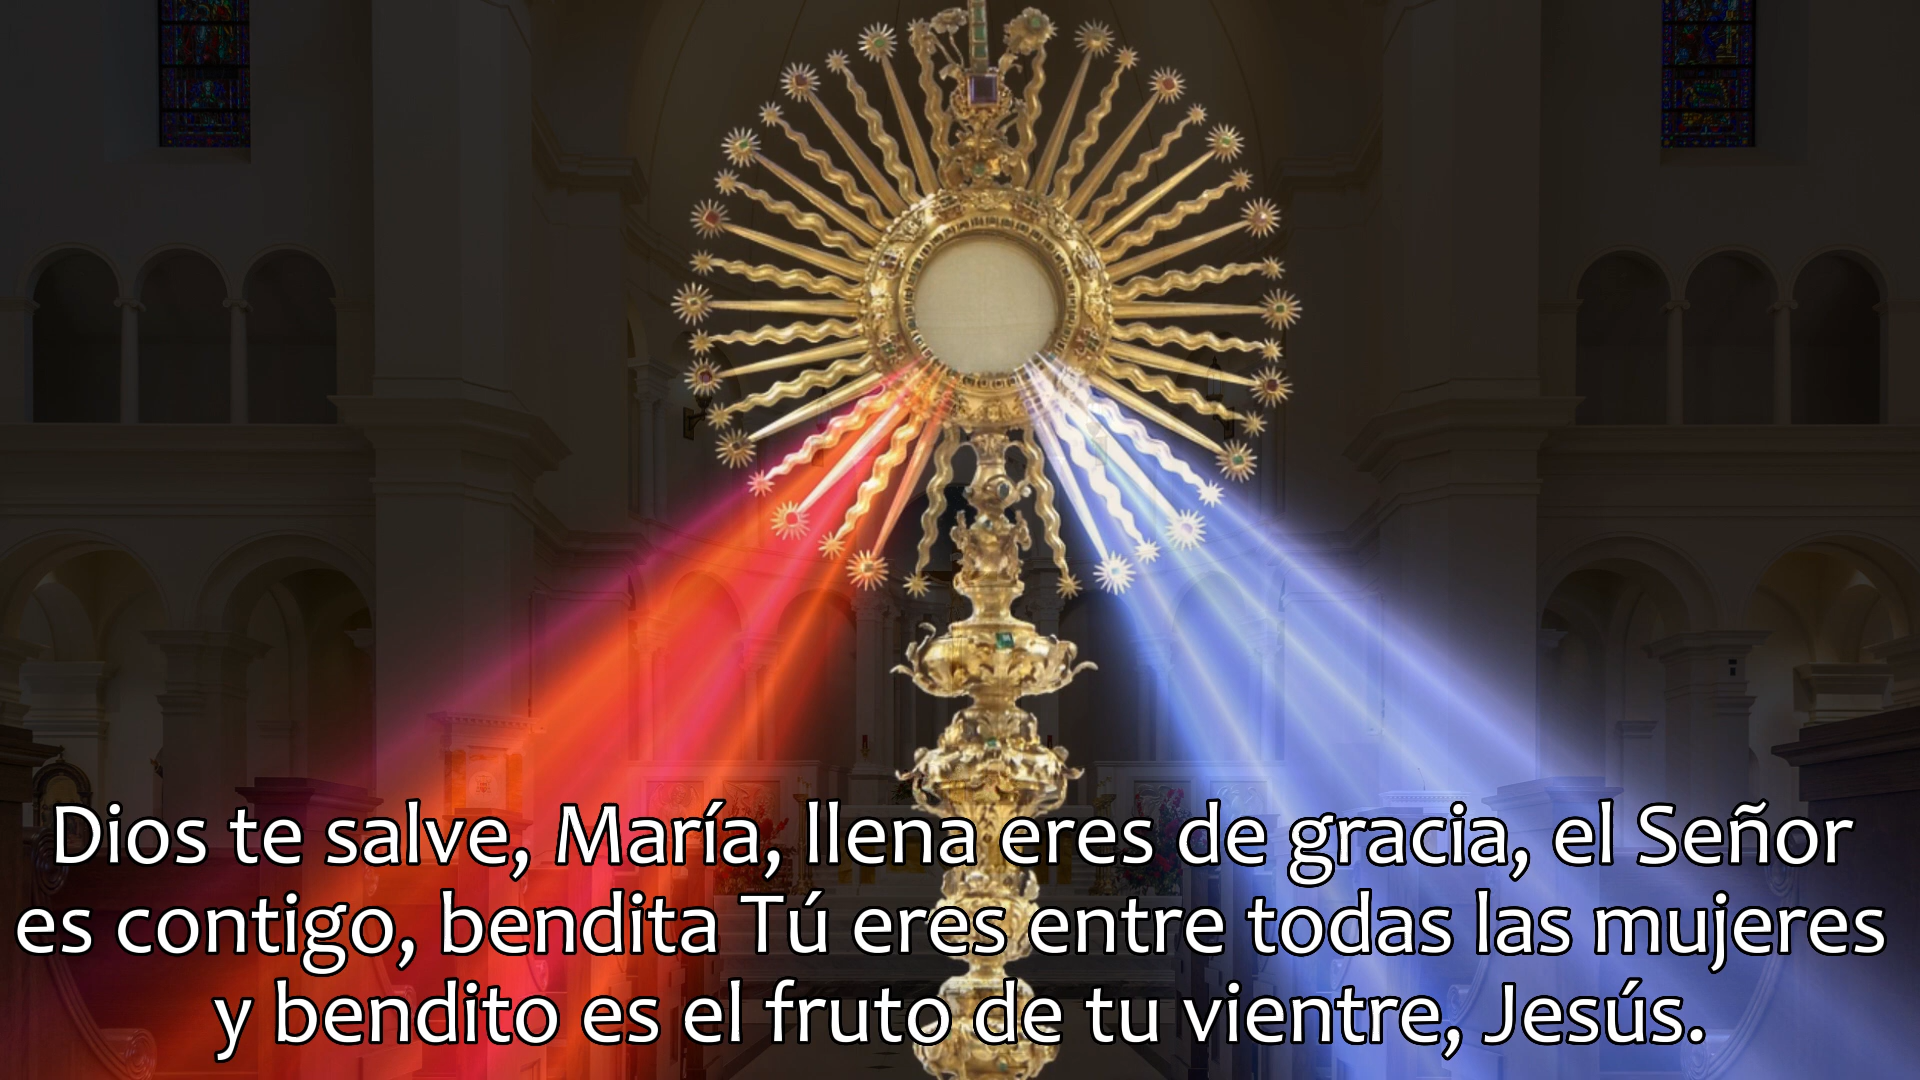 Dios te salve, María, llena eres de gracia, el Señor
es contigo, bendita Tú eres entre todas las mujeres
y bendito es el fruto de tu vientre, Jesús.